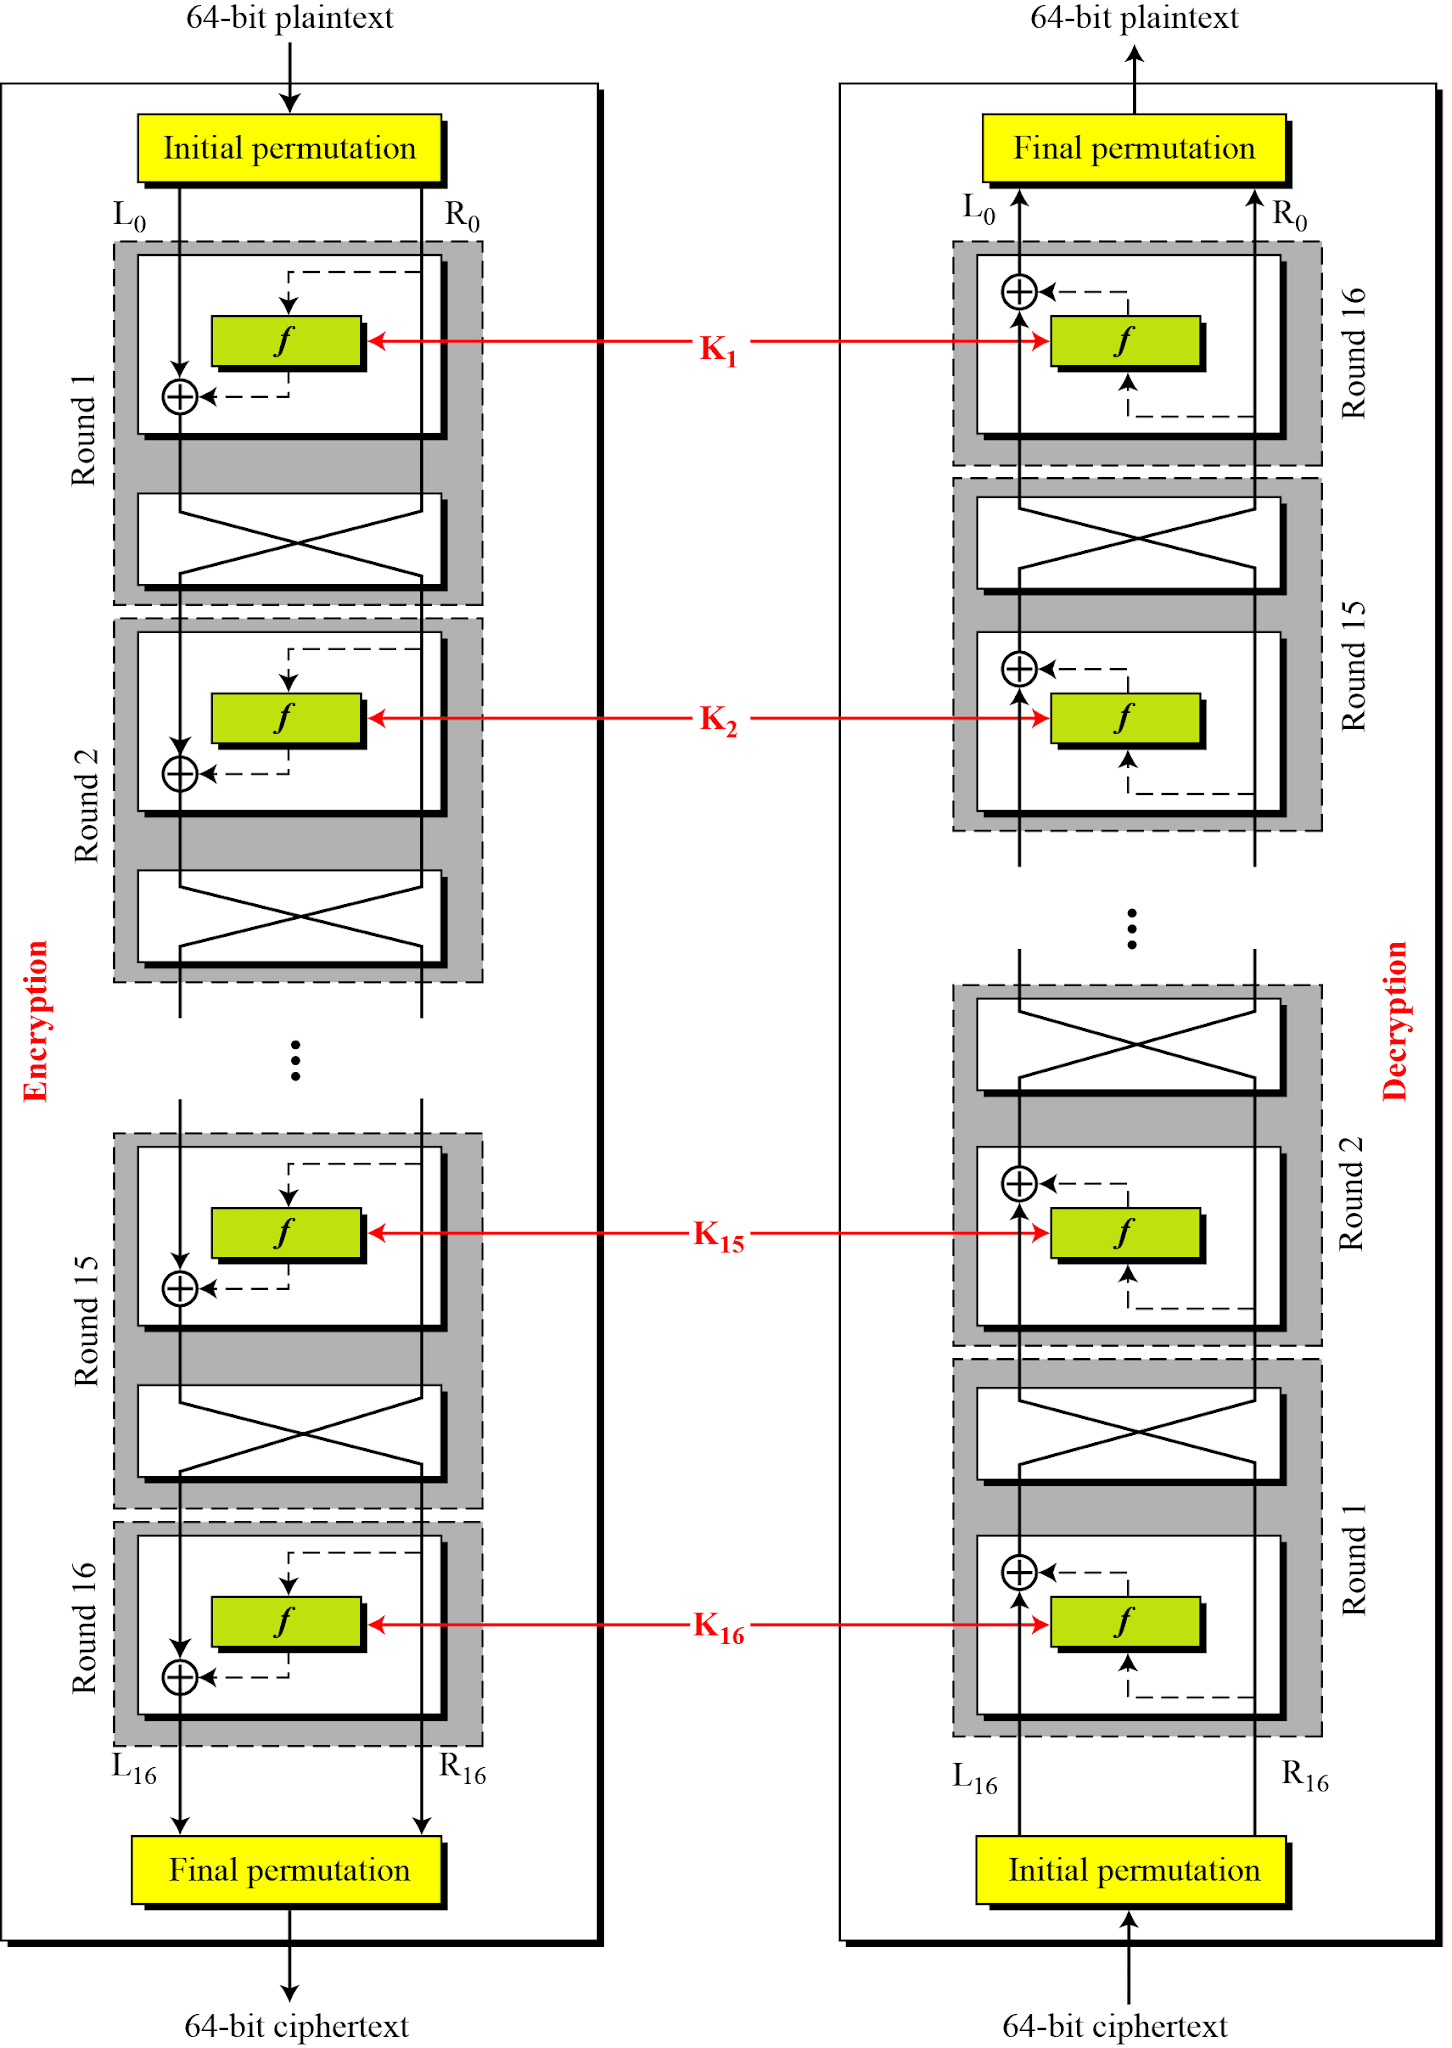 64-bit plaintext
Initial permutation
L0
R0
f
Round 1
f
Round 2
Encryption
f
Round 15
f
Round 16
L16
R16
Final permutation
64-bit ciphertext
K1
K2
K15
K16
64-bit plaintext
Final permutation
L0
R0
f
Round 16
f
Round 15
Decryption
f
Round 2
f
Round 1
L16
R16
Initial permutation
64-bit ciphertext